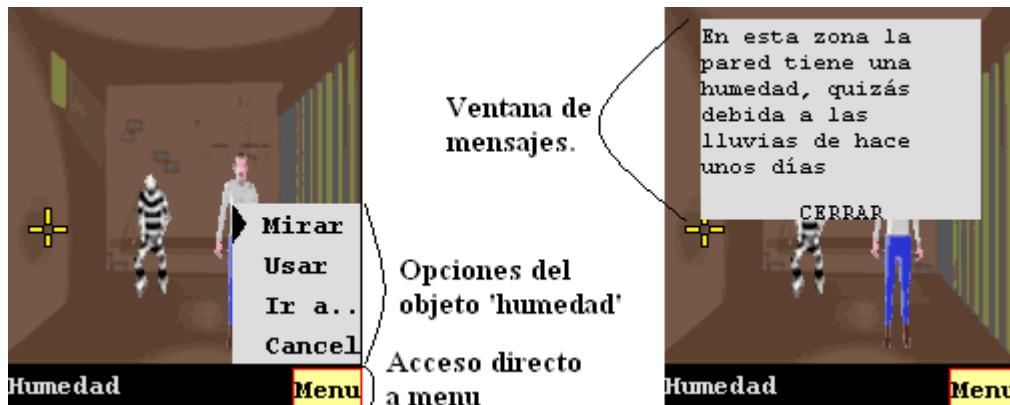 Mirar
Usar
Ir a..
Cancel
Humedad
Menu
Ventana de
mensajes.
Opciones del
objeto 'humedad'
Acceso directo
a menu
En esta zona la
pared tiene una
humedad, quizás
debida a las
lluvias de hace
unos días
CERRAR
Humedad
Menu